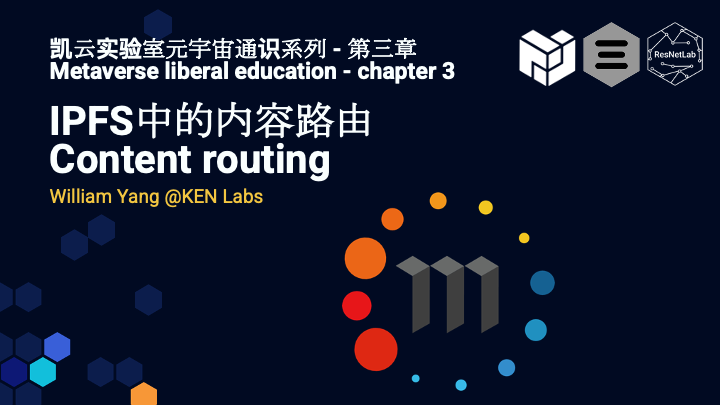 凯云实验室元宇宙通识系列 - 第三章
Metaverse liberal education - chapter 3
IPFS中的内容路由
Content routing
William Yang @KEN Labs
ResNetLab